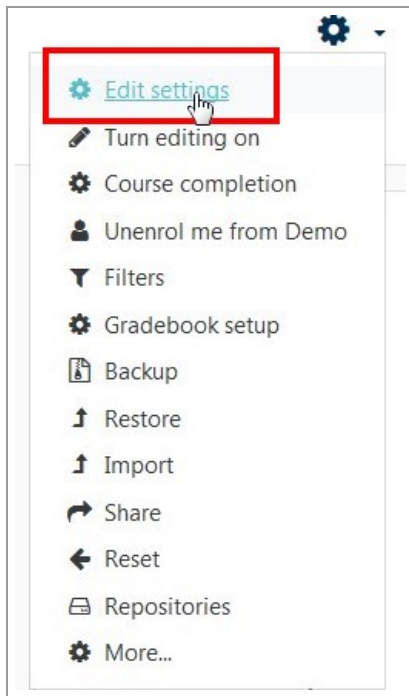 Edit settings
Turn editing on
Course completion
Unenrol me from Demo
Filters
Gradebook setup
Backup
Restore
Import
Share
Reset
Repositories
More...